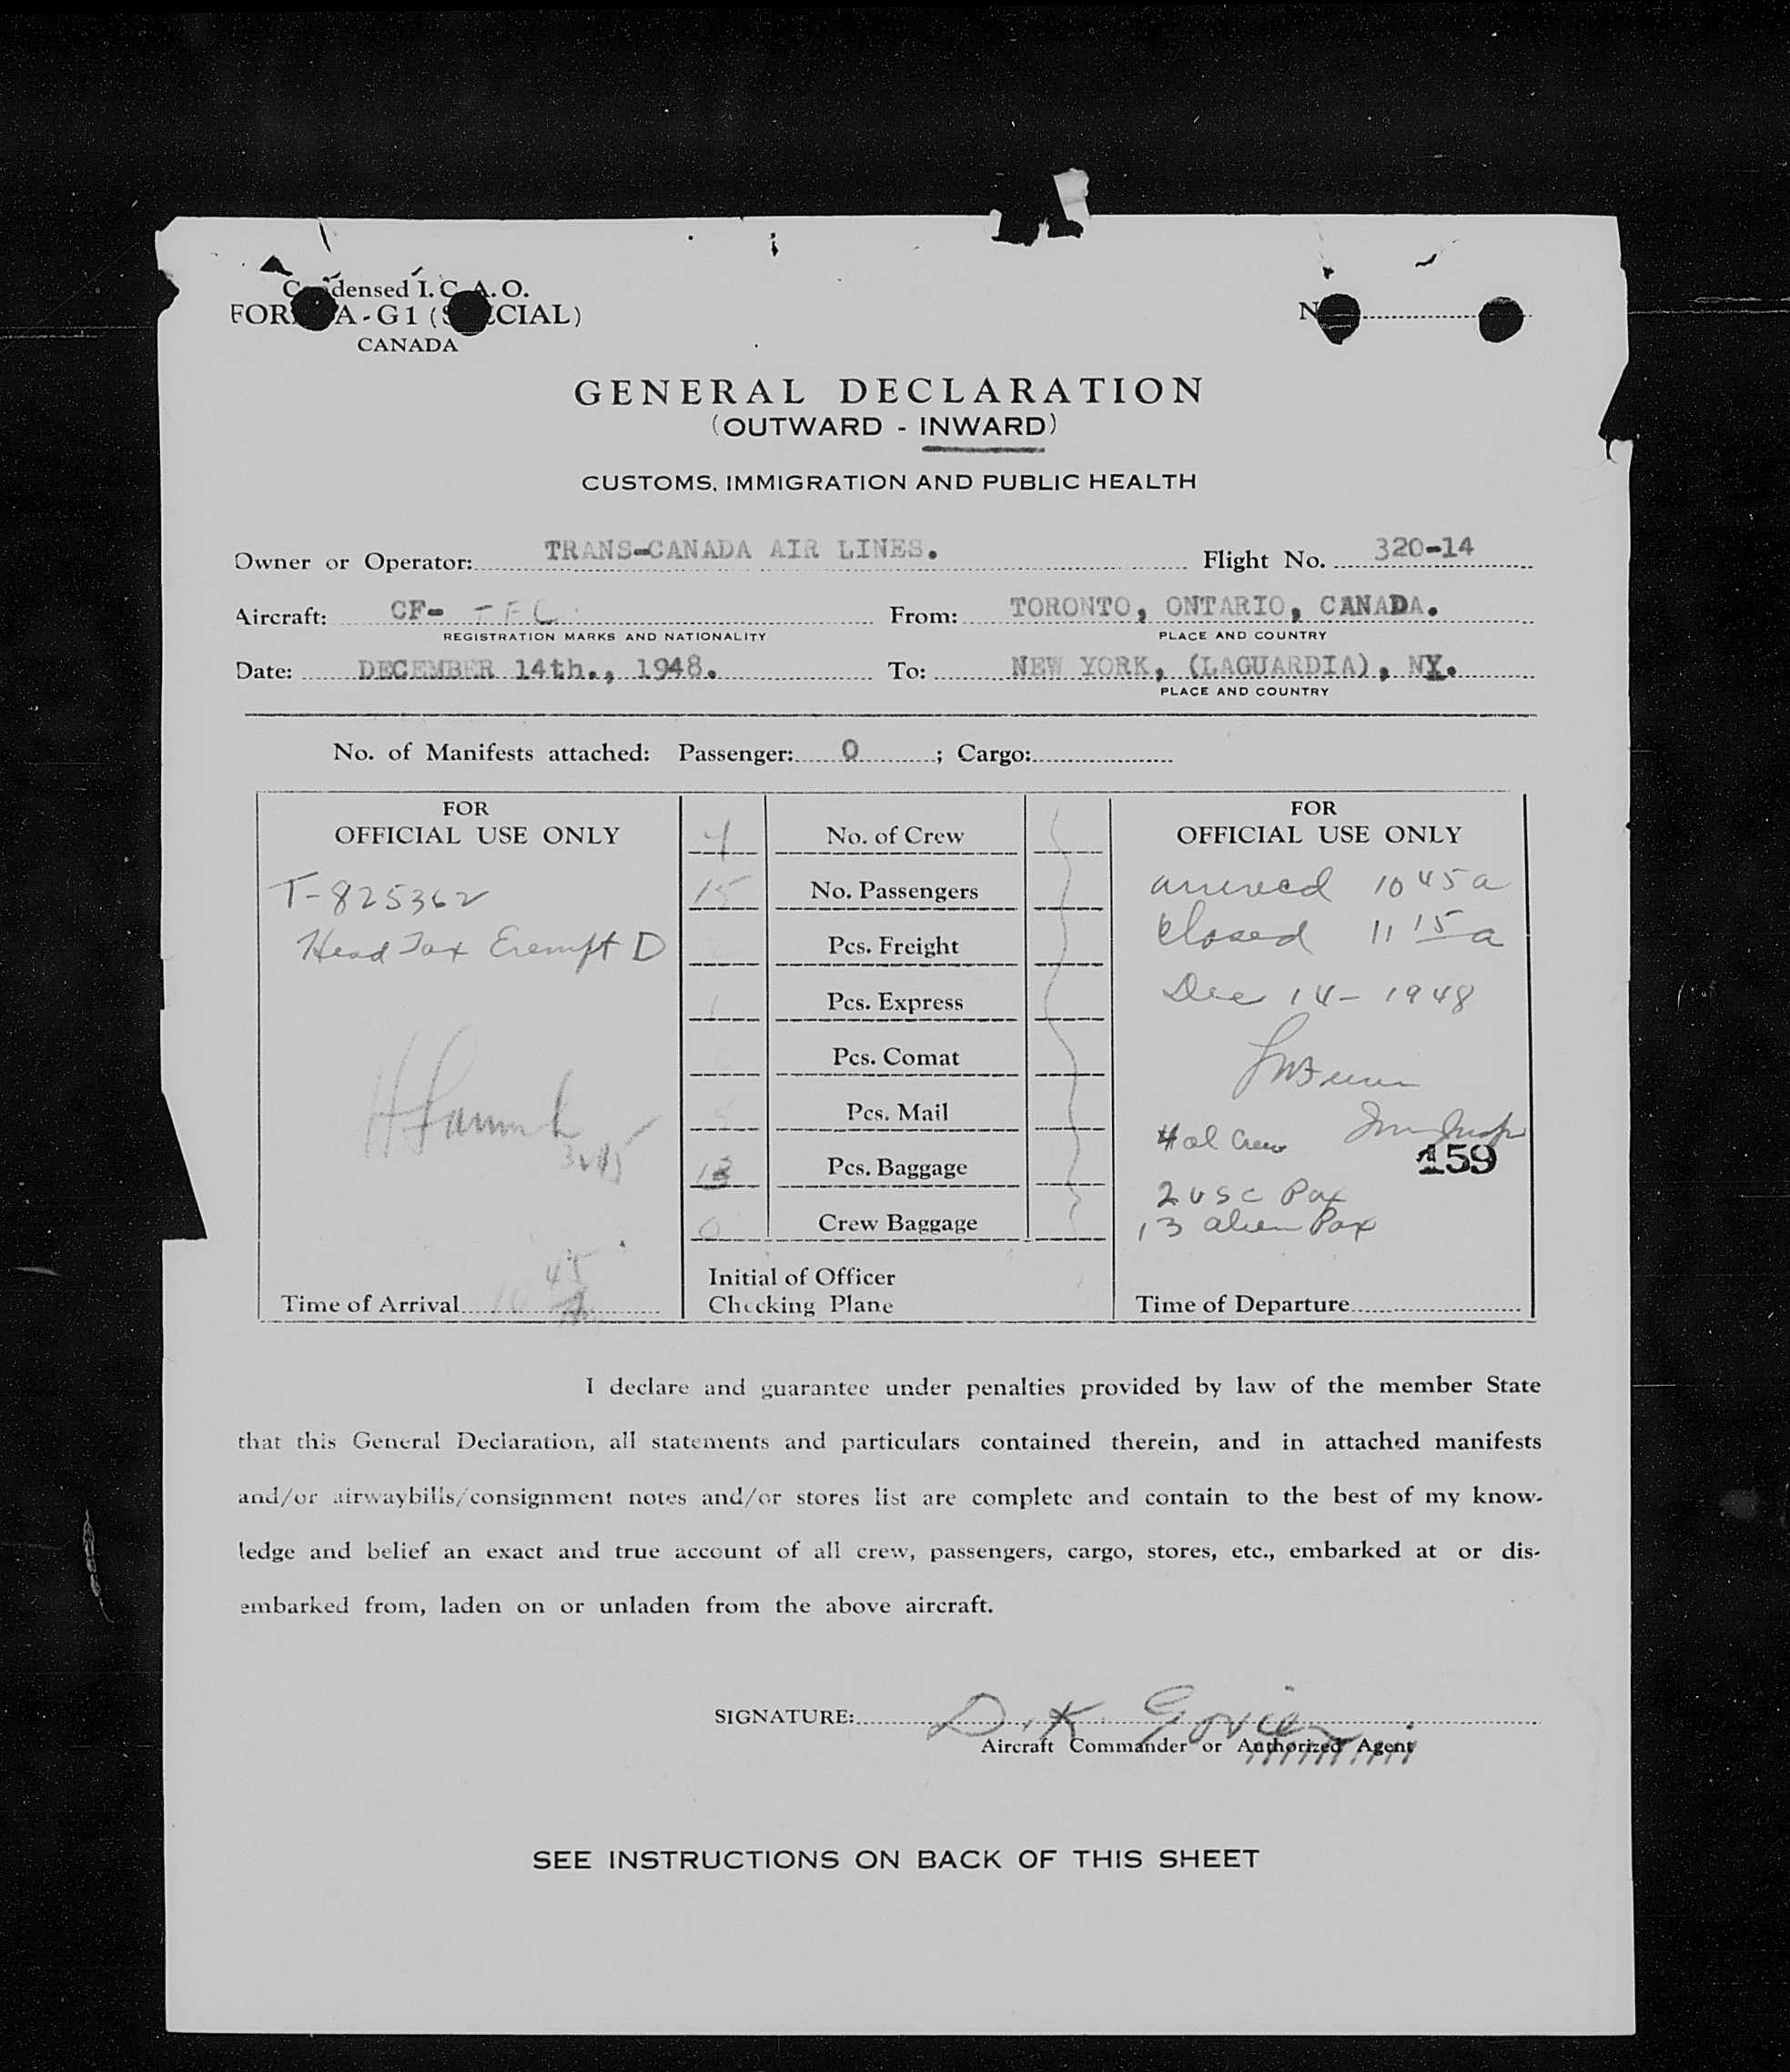 Condensed I. C. A. O.
FORM A-G1 (SPECIAL)
CANADA
GENERAL DECLARATION
(OUTWARD - INWARD)
CUSTOMS, IMMIGRATION AND PUBLIC HEALTH
Owner or Operator: TRANS-CANADA AIR LINES. Flight No. 320-14
Aircraft: CF- From: TORONTO, ONTARIO, CANADA.
REGISTRATION MARKS AND NATIONALITY PLACE AND COUNTRY
Date: DECEMBER 14th., 1948. To: NEW YORK, (LAGUARDIA), NY.
PLACE AND COUNTRY
No. of Manifests attached: Passenger: 0 ; Cargo:
FOR
OFFICIAL USE ONLY
T-825362
Head Tax Exempt D
Time of Arrival 10 45
4 No. of Crew
15 No. Passengers
Pcs. Freight
1 Pcs. Express
Pcs. Comat
Pcs. Mail
13 Pcs. Baggage
0 Crew Baggage
Initial of Officer
Checking Plane
FOR
OFFICIAL USE ONLY
arrived 10 45 a
closed 11 15 a
Dec 14 - 1948
4 al Crew
159
2 USC Pax
13 alien Pax
Time of Departure
I declare and guarantee under penalties provided by law of the member State
that this General Declaration, all statements and particulars contained therein, and in attached manifests
and/or airwaybills/consignment notes and/or stores list are complete and contain to the best of my know-
ledge and belief an exact and true account of all crew, passengers, cargo, stores, etc., embarked at or dis-
embarked from, laden on or unladen from the above aircraft.
SIGNATURE: D. K. Govier
Aircraft Commander or Authorized Agent
SEE INSTRUCTIONS ON BACK OF THIS SHEET